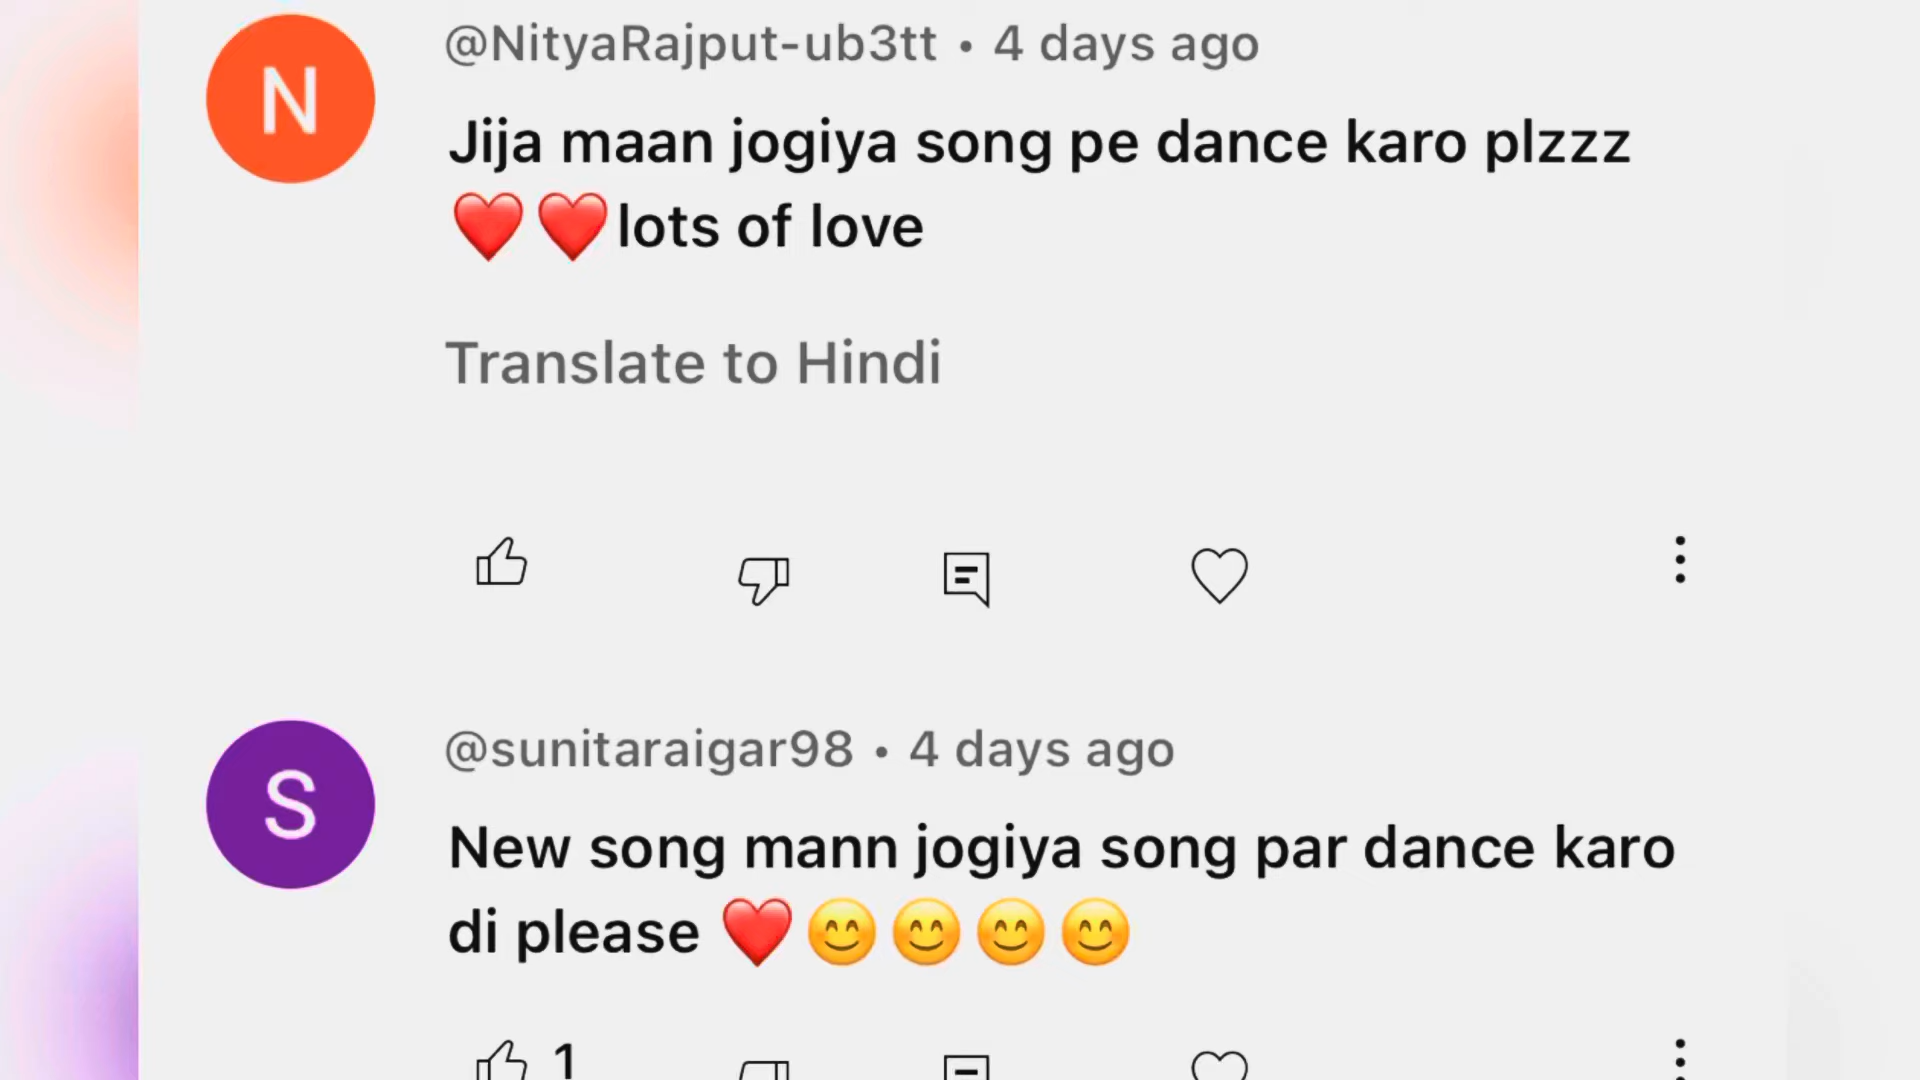 N
@NityaRajput-ub3tt • 4 days ago
Jija maan jogiya song pe dance karo plzzz
❤️❤️lots of love
Translate to Hindi
S
@sunitaraigar98 • 4 days ago
New song mann jogiya song par dance karo
di please ❤️😊😊😊😊
1